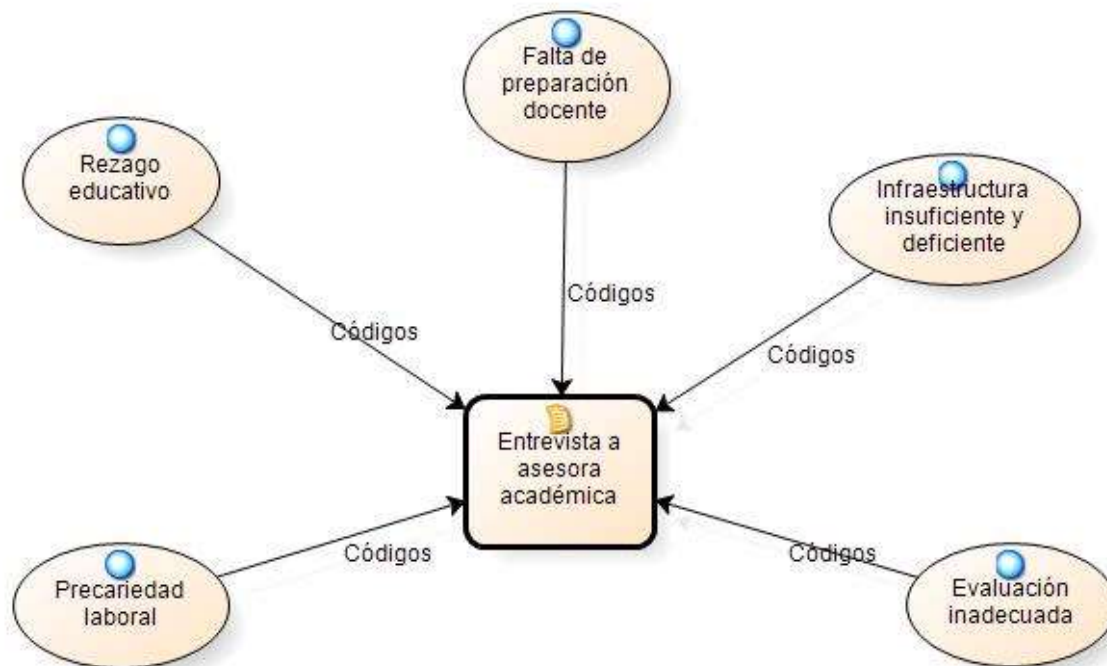 Falta de
preparación
docente
Rezago
educativo
Infraestructura
insuficiente y
deficiente
Códigos
Códigos
Códigos
Entrevista a
asesora
académica
Códigos
Códigos
Precariedad
laboral
Evaluación
inadecuada